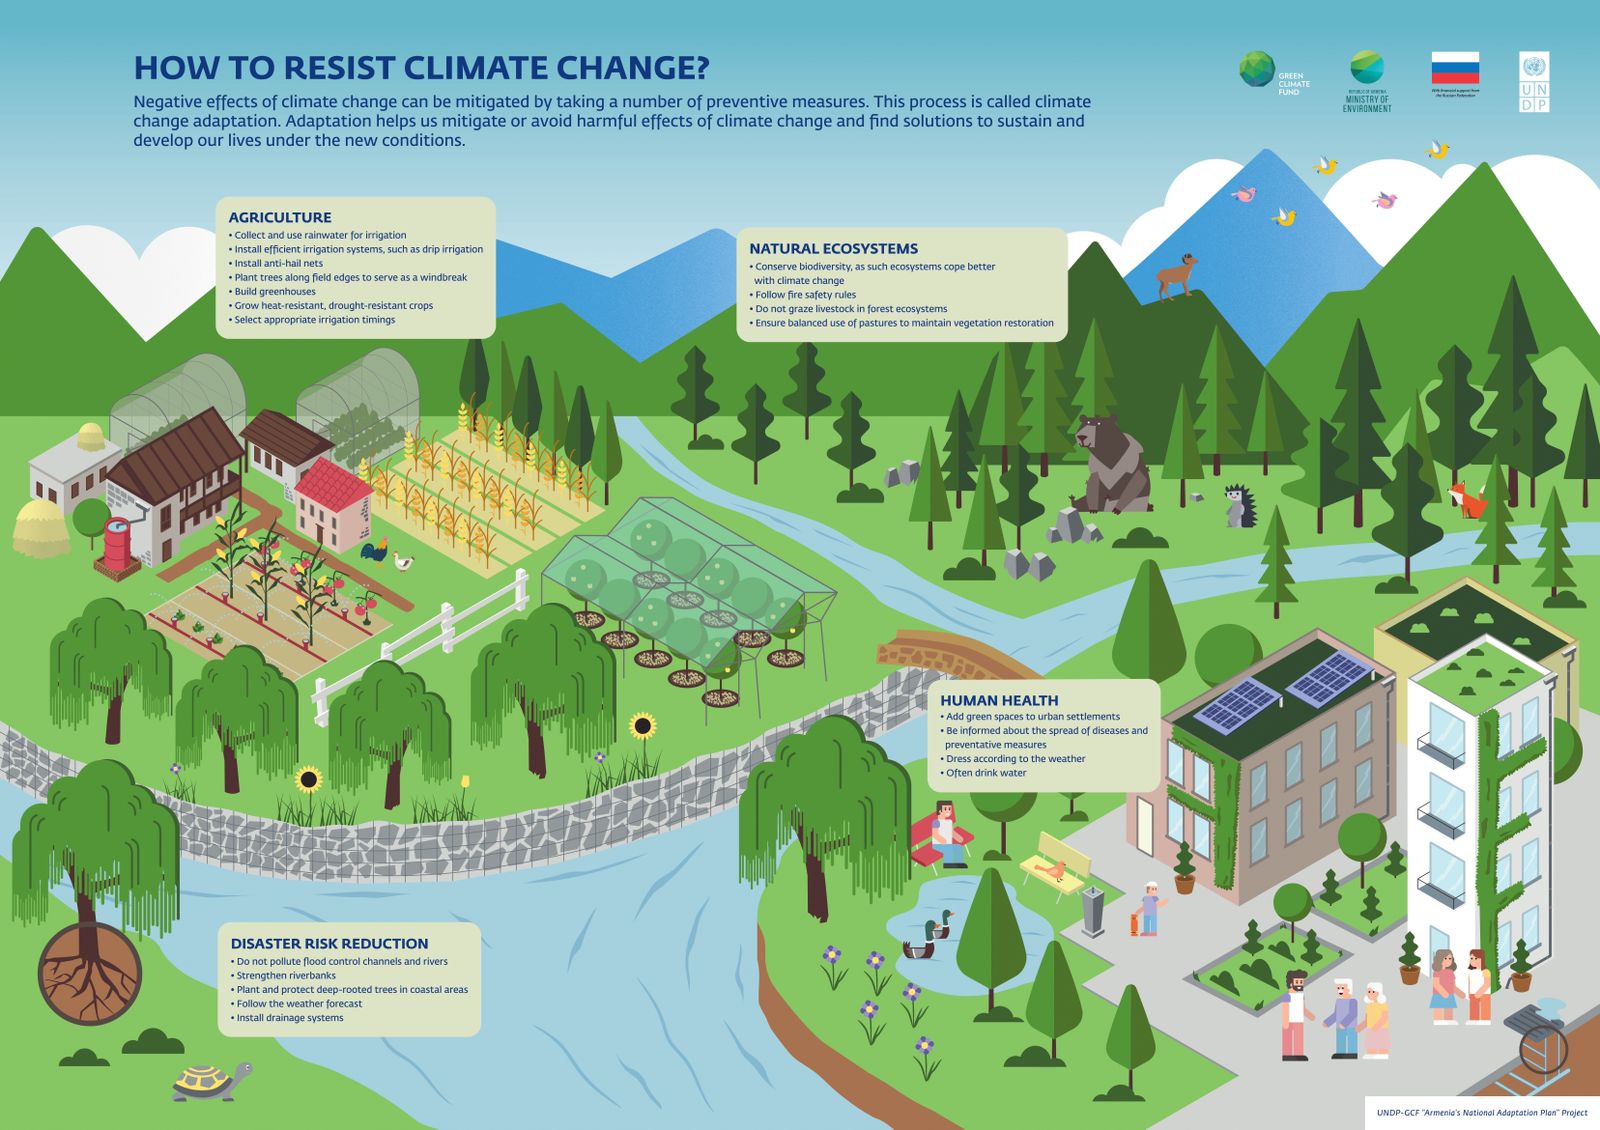 HOW TO RESIST CLIMATE CHANGE?
Negative effects of climate change can be mitigated by taking a number of preventive measures. This process is called climate
change adaptation. Adaptation helps us mitigate or avoid harmful effects of climate change and find solutions to sustain and
develop our lives under the new conditions.
GREEN
CLIMATE
FUND
REPUBLIC OF ARMENIA
MINISTRY OF
ENVIRONMENT
With financial support from
the Russian Federation
U N
D P
AGRICULTURE
• Collect and use rainwater for irrigation
• Install efficient irrigation systems, such as drip irrigation
• Install anti-hail nets
• Plant trees along field edges to serve as a windbreak
• Build greenhouses
• Grow heat-resistant, drought-resistant crops
• Select appropriate irrigation timings
NATURAL ECOSYSTEMS
• Conserve biodiversity, as such ecosystems cope better
with climate change
• Follow fire safety rules
• Do not graze livestock in forest ecosystems
• Ensure balanced use of pastures to maintain vegetation restoration
HUMAN HEALTH
• Add green spaces to urban settlements
• Be informed about the spread of diseases and
preventative measures
• Dress according to the weather
• Often drink water
DISASTER RISK REDUCTION
• Do not pollute flood control channels and rivers
• Strengthen riverbanks
• Plant and protect deep-rooted trees in coastal areas
• Follow the weather forecast
• Install drainage systems
UNDP-GCF "Armenia's National Adaptation Plan" Project